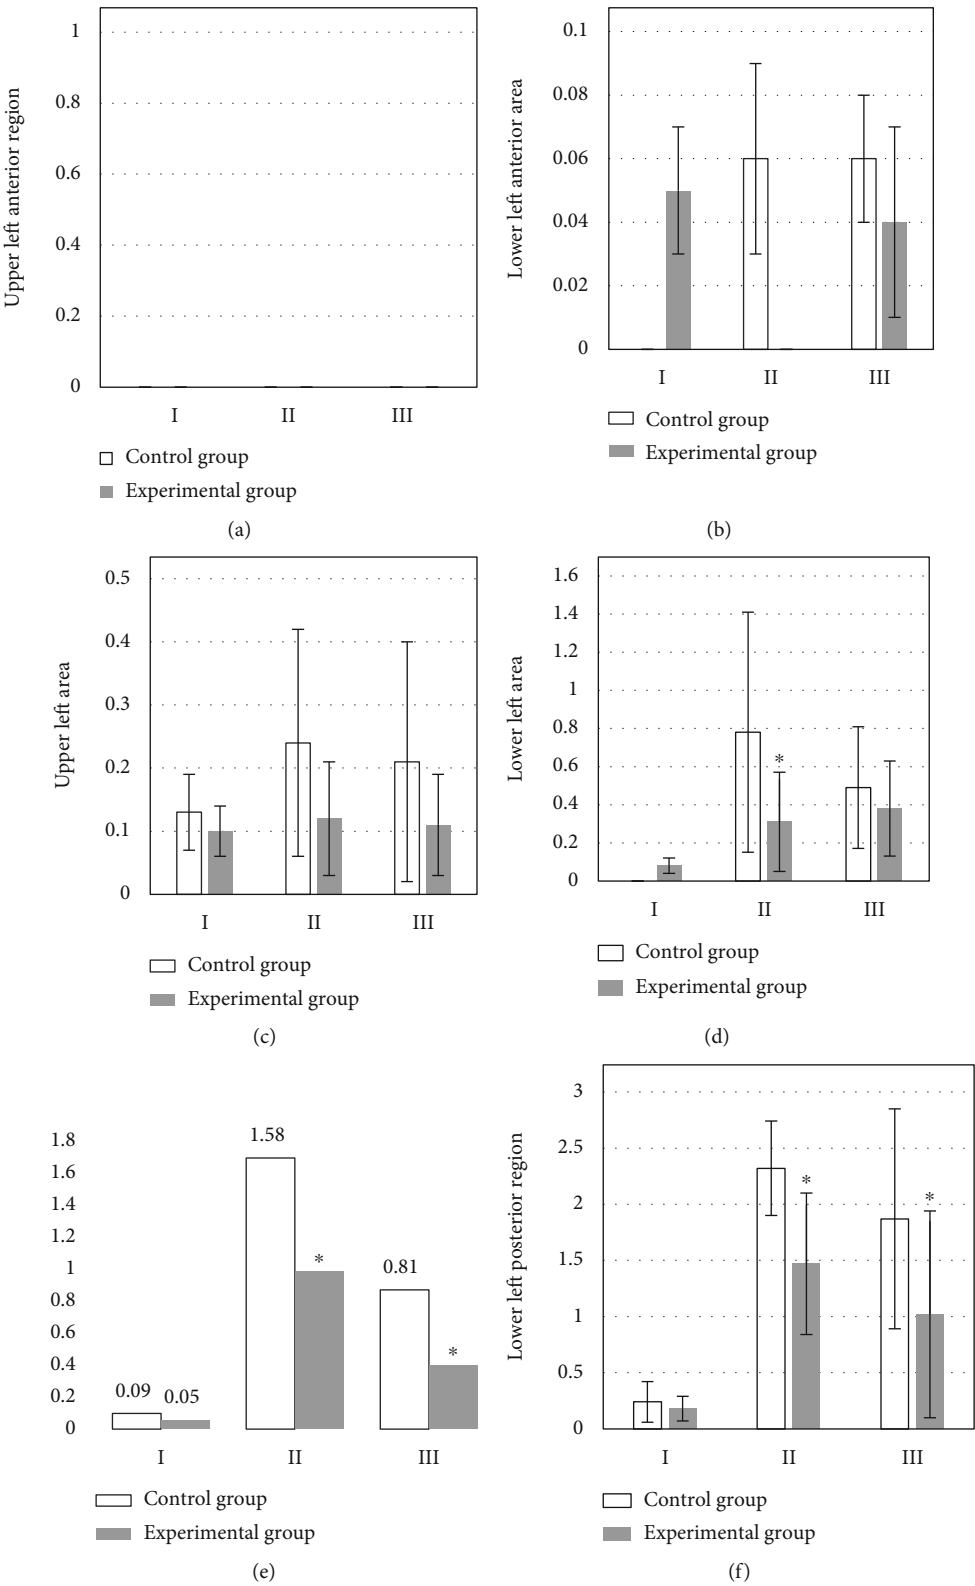 Upper left anterior region
1
0.8
0.6
0.4
0.2
0
I II III
Control group
Experimental group
(a)
Lower left anterior area
0.1
0.08
0.06
0.04
0.02
0
I II III
Control group
Experimental group
(b)
Upper left area
0.5
0.4
0.3
0.2
0.1
0
I II III
Control group
Experimental group
(c)
Lower left area
1.6
1.4
1.2
1
0.8
0.6
0.4
0.2
0
*
I II III
Control group
Experimental group
(d)
1.8
1.6
1.4
1.2
1
0.8
0.6
0.4
0.2
0
0.09 0.05
1.58
*
0.81
*
I II III
Control group
Experimental group
(e)
Lower left posterior region
3
2.5
2
1.5
1
0.5
0
*
*
I II III
Control group
Experimental group
(f)